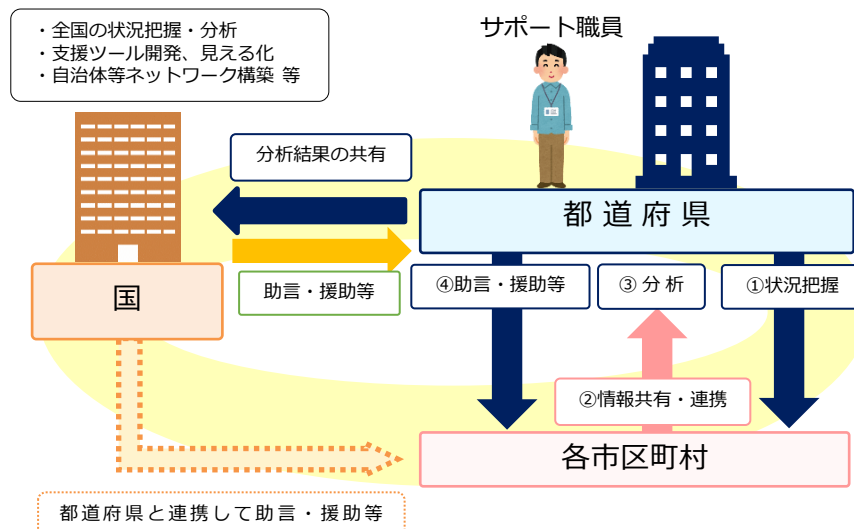 ・全国の状況把握・分析
・支援ツール開発、見える化
・自治体等ネットワーク構築 等
サポート職員
分析結果の共有
都道府県
助言・援助等
④助言・援助等
③分析
①状況把握
国
②情報共有・連携
各市区町村
都道府県と連携して助言・援助等